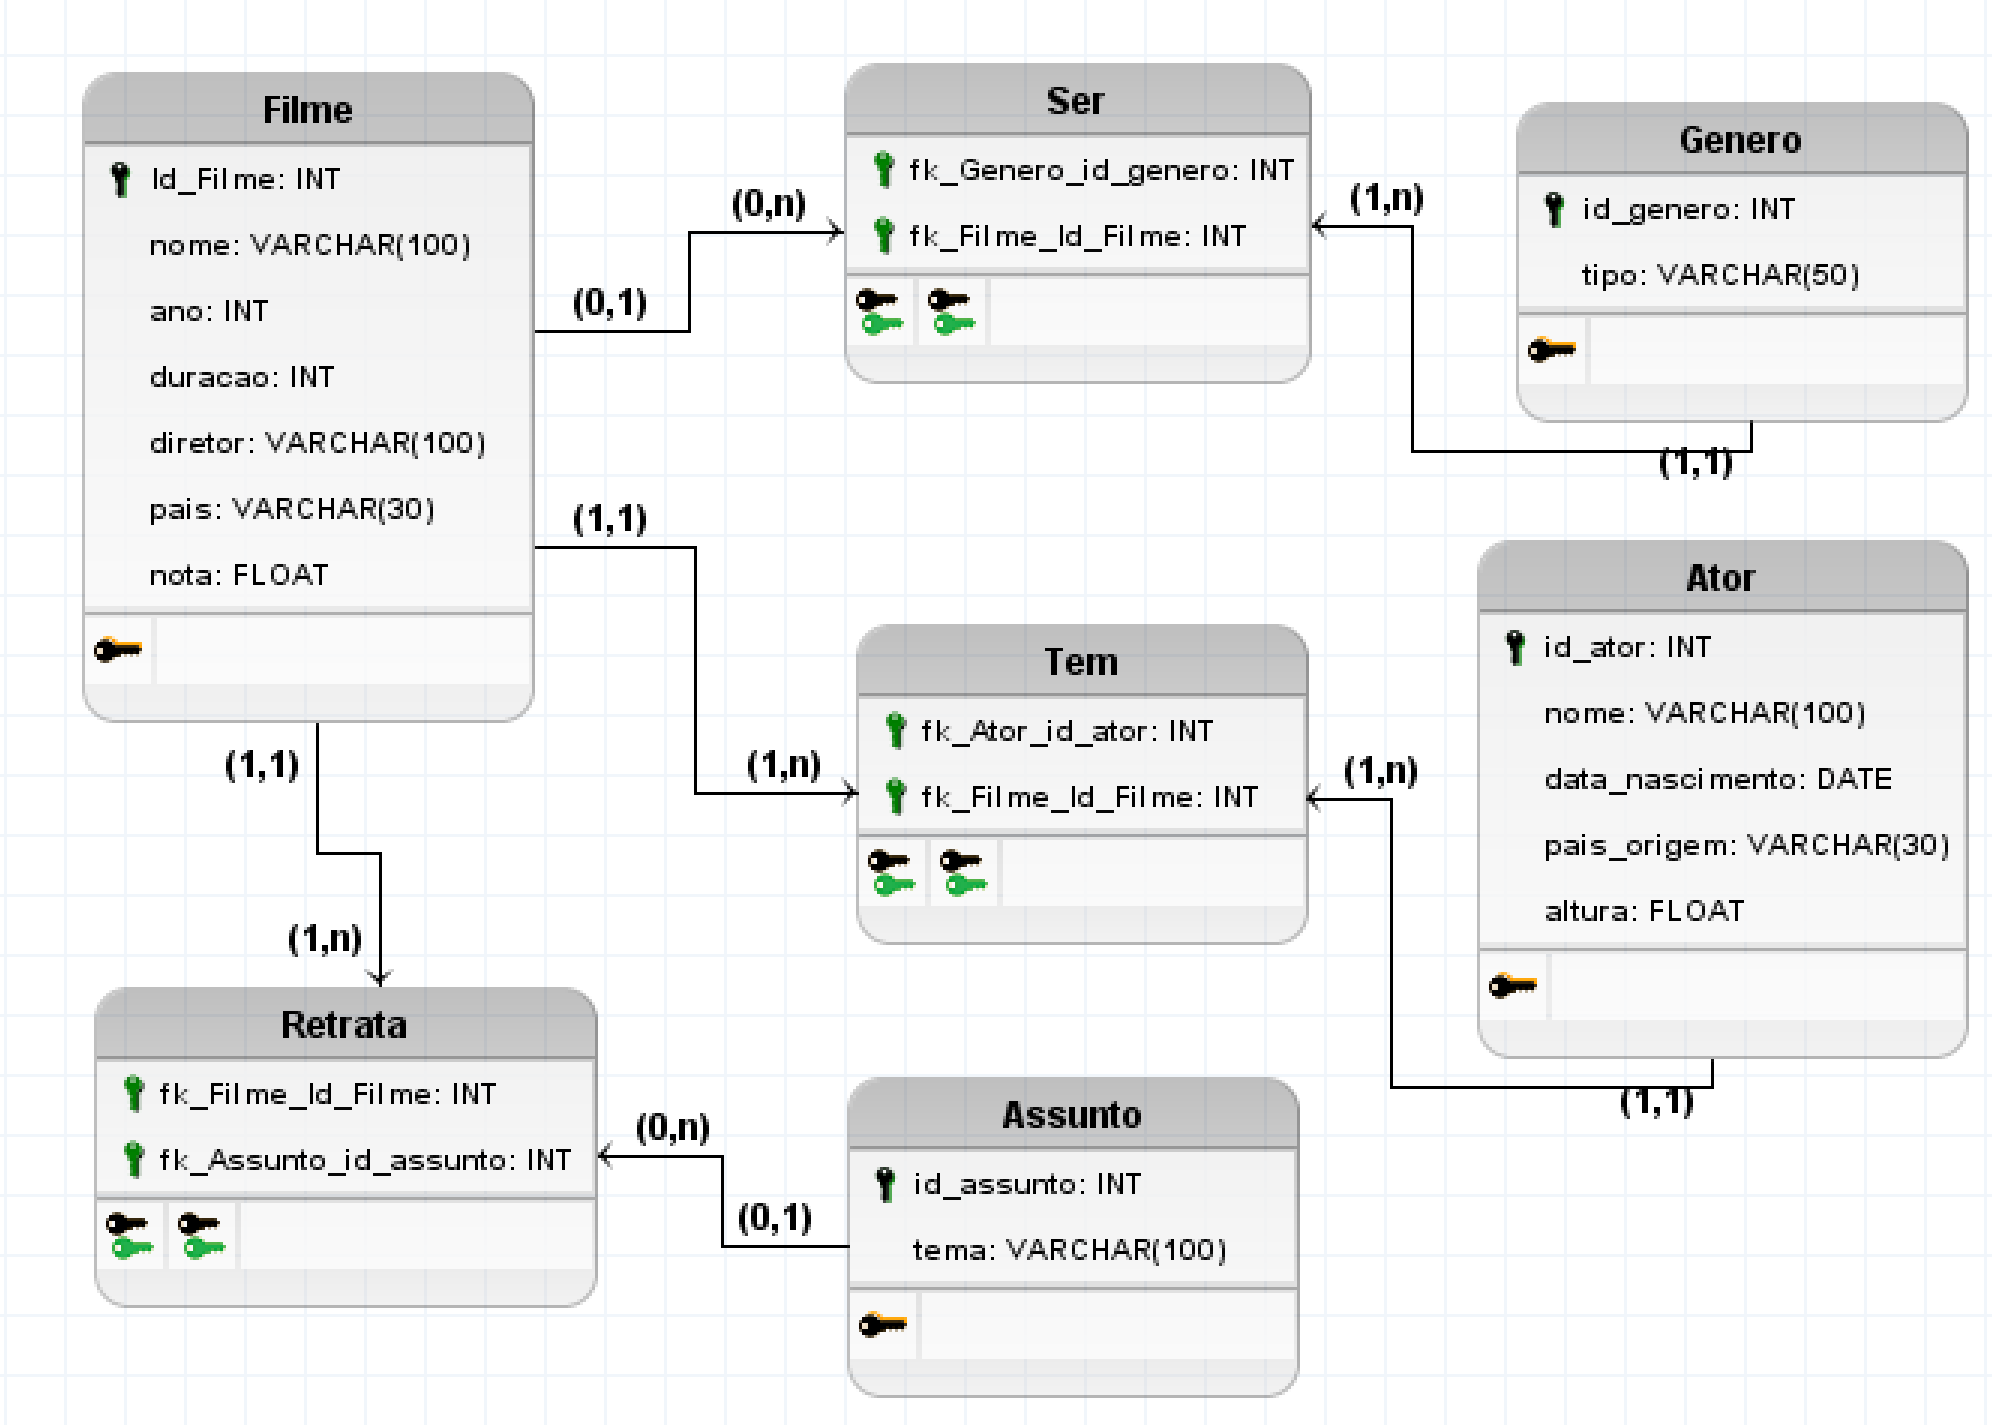 Filme
Id_Filme: INT
nome: VARCHAR(100)
ano: INT
duracao: INT
diretor: VARCHAR(100)
pais: VARCHAR(30)
nota: FLOAT
(0,1)
(0,n)
Ser
fk_Genero_id_genero: INT
fk_Filme_Id_Filme: INT
(1,n)
Genero
id_genero: INT
tipo: VARCHAR(50)
(1,1)
(1,1)
(1,n)
Tem
fk_Ator_id_ator: INT
fk_Filme_Id_Filme: INT
(1,n)
Ator
id_ator: INT
nome: VARCHAR(100)
data_nascimento: DATE
pais_origem: VARCHAR(30)
altura: FLOAT
(1,1)
(1,1)
(1,n)
Retrata
fk_Filme_Id_Filme: INT
fk_Assunto_id_assunto: INT
(0,n)
(0,1)
Assunto
id_assunto: INT
tema: VARCHAR(100)